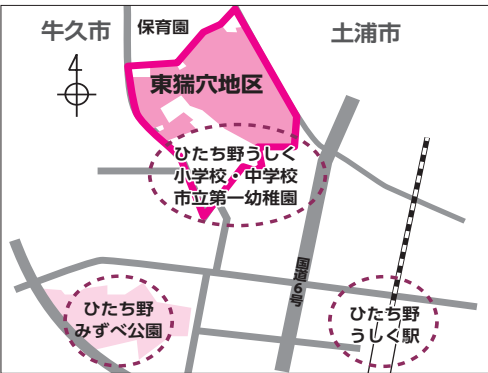 牛久市
保育園
土浦市
4
東猯穴地区
ひたち野うしく
小学校・中学校
市立第一幼稚園
国道6号
ひたち野
みずべ公園
ひたち野
うしく駅